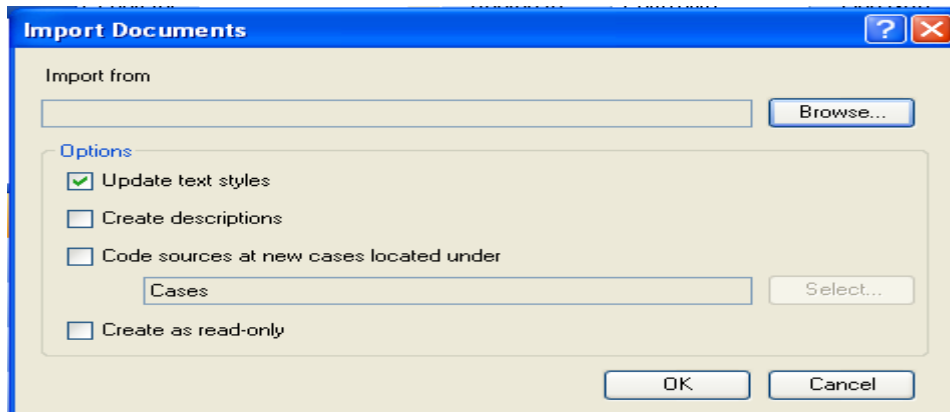 Import Documents
Import from
Browse...
Options
Update text styles
Create descriptions
Code sources at new cases located under
Cases
Select...
Create as read-only
OK
Cancel